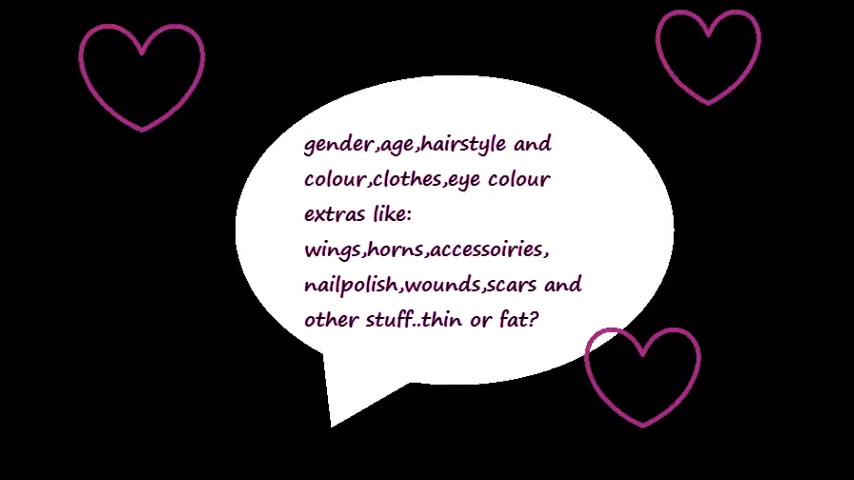 gender,age,hairstyle and
colour,clothes,eye colour
extras like:
wings,horns,accessoiries,
nailpolish,wounds,scars and
other stuff..thin or fat?